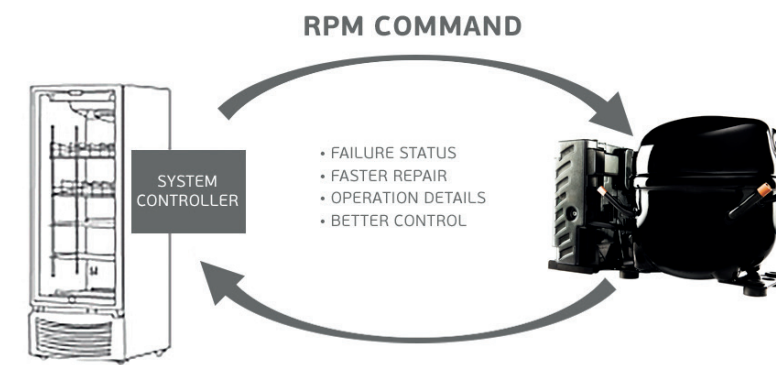 RPM COMMAND
SYSTEM
CONTROLLER
• FAILURE STATUS
• FASTER REPAIR
• OPERATION DETAILS
• BETTER CONTROL